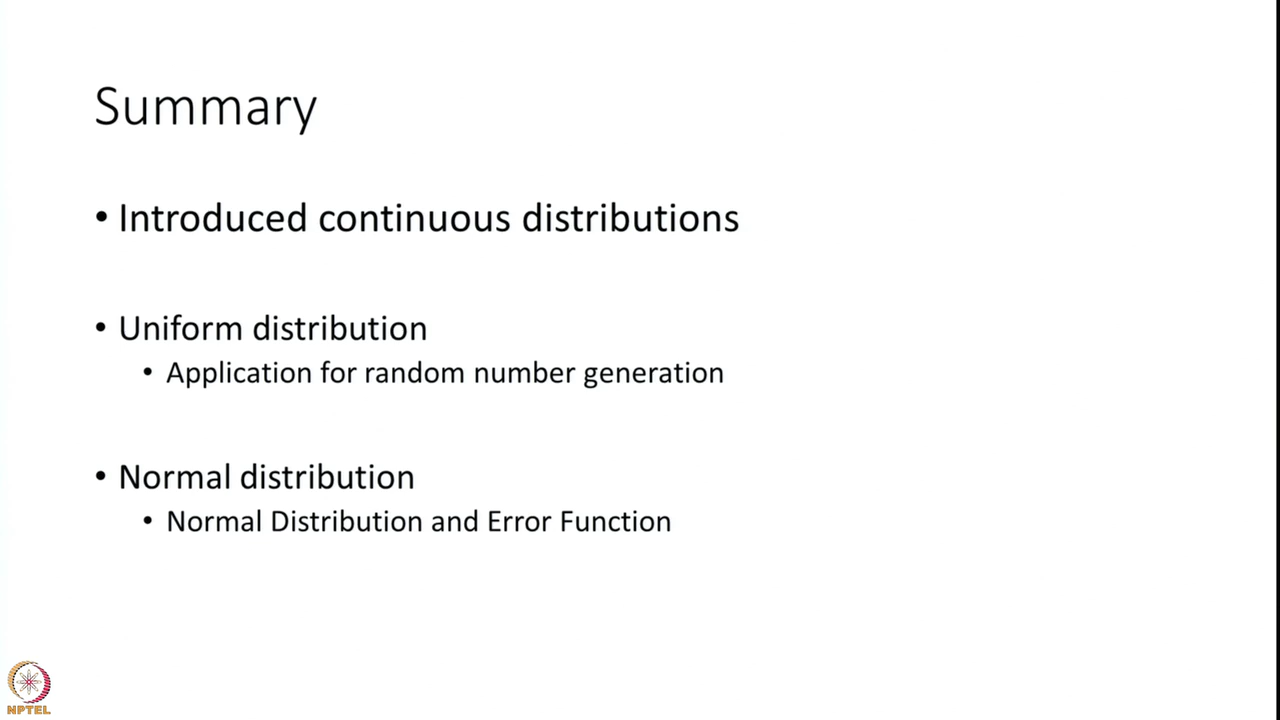 Summary
• Introduced continuous distributions
• Uniform distribution
• Application for random number generation
• Normal distribution
• Normal Distribution and Error Function
NPTEL